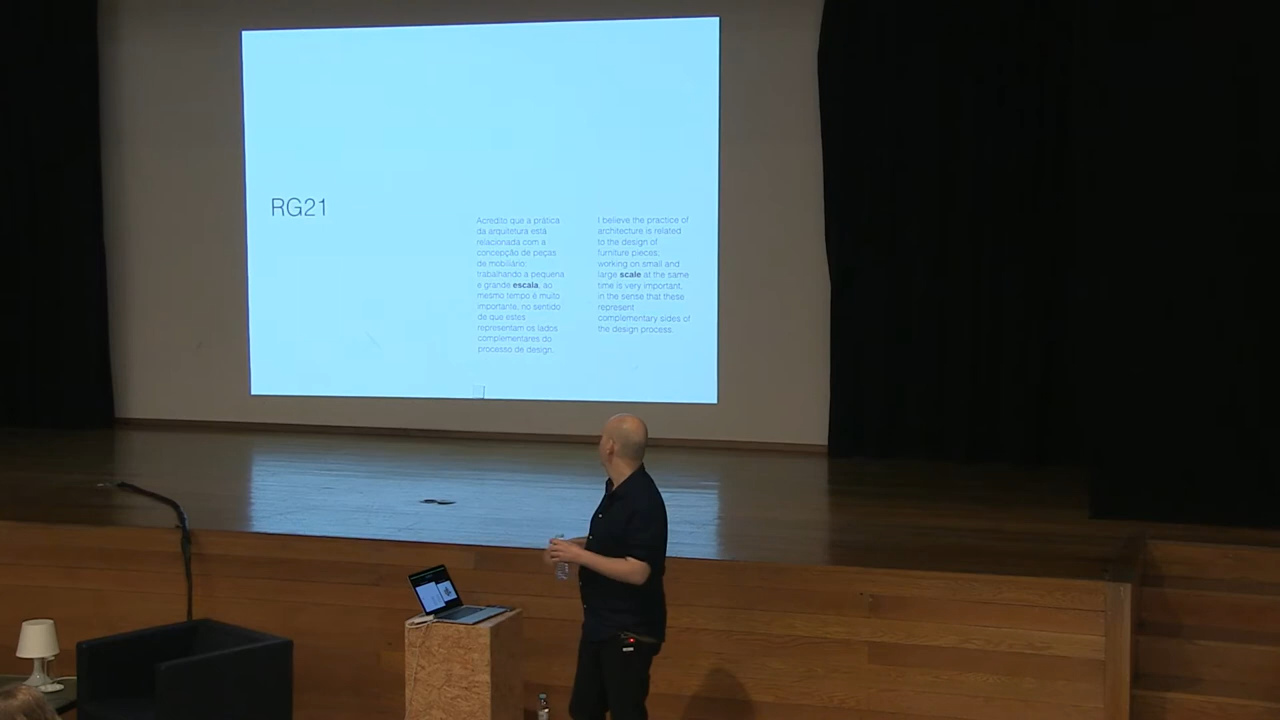 RG21
Acredito que a prática
da arquitetura está
relacionada com a
concepção de peças
de mobiliário:
trabalhando a pequena
e grande escala, ao
mesmo tempo é muito
importante, no sentido
de que estes
representam os lados
complementares do
processo de design.
I believe the practice of
architecture is related
to the design of
furniture pieces:
working on small and
large scale at the same
time is very important,
in the sense that these
represent
complementary sides of
the design process.